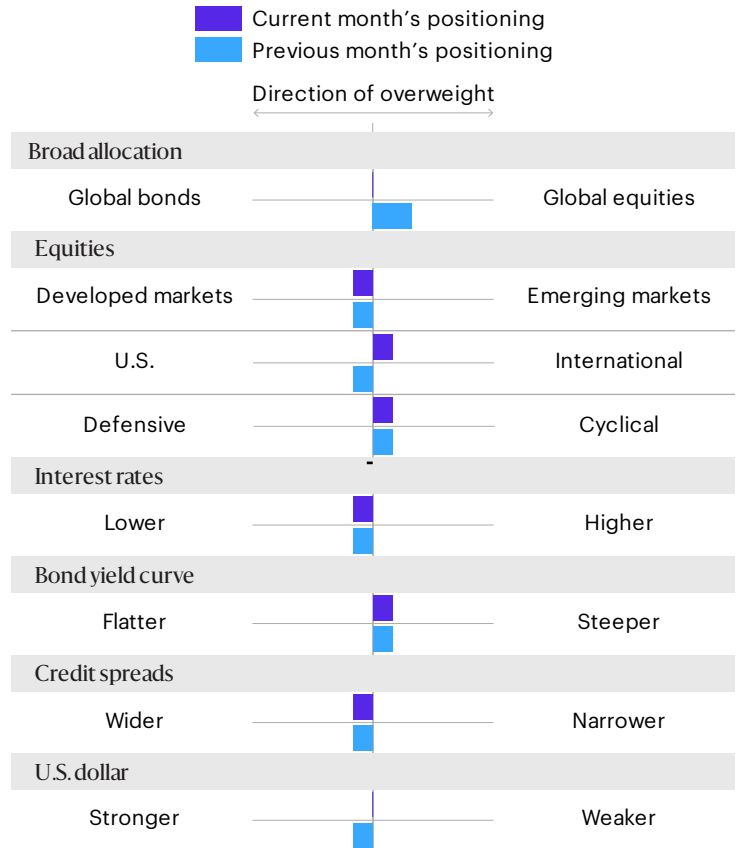 Current month’s positioning
Previous month’s positioning
Direction of overweight
Broad allocation
Global bonds
Global equities
Equities
Developed markets
Emerging markets
U.S.
International
Defensive
Cyclical
Interest rates
Lower
Higher
Bond yield curve
Flatter
Steeper
Credit spreads
Wider
Narrower
U.S. dollar
Stronger
Weaker